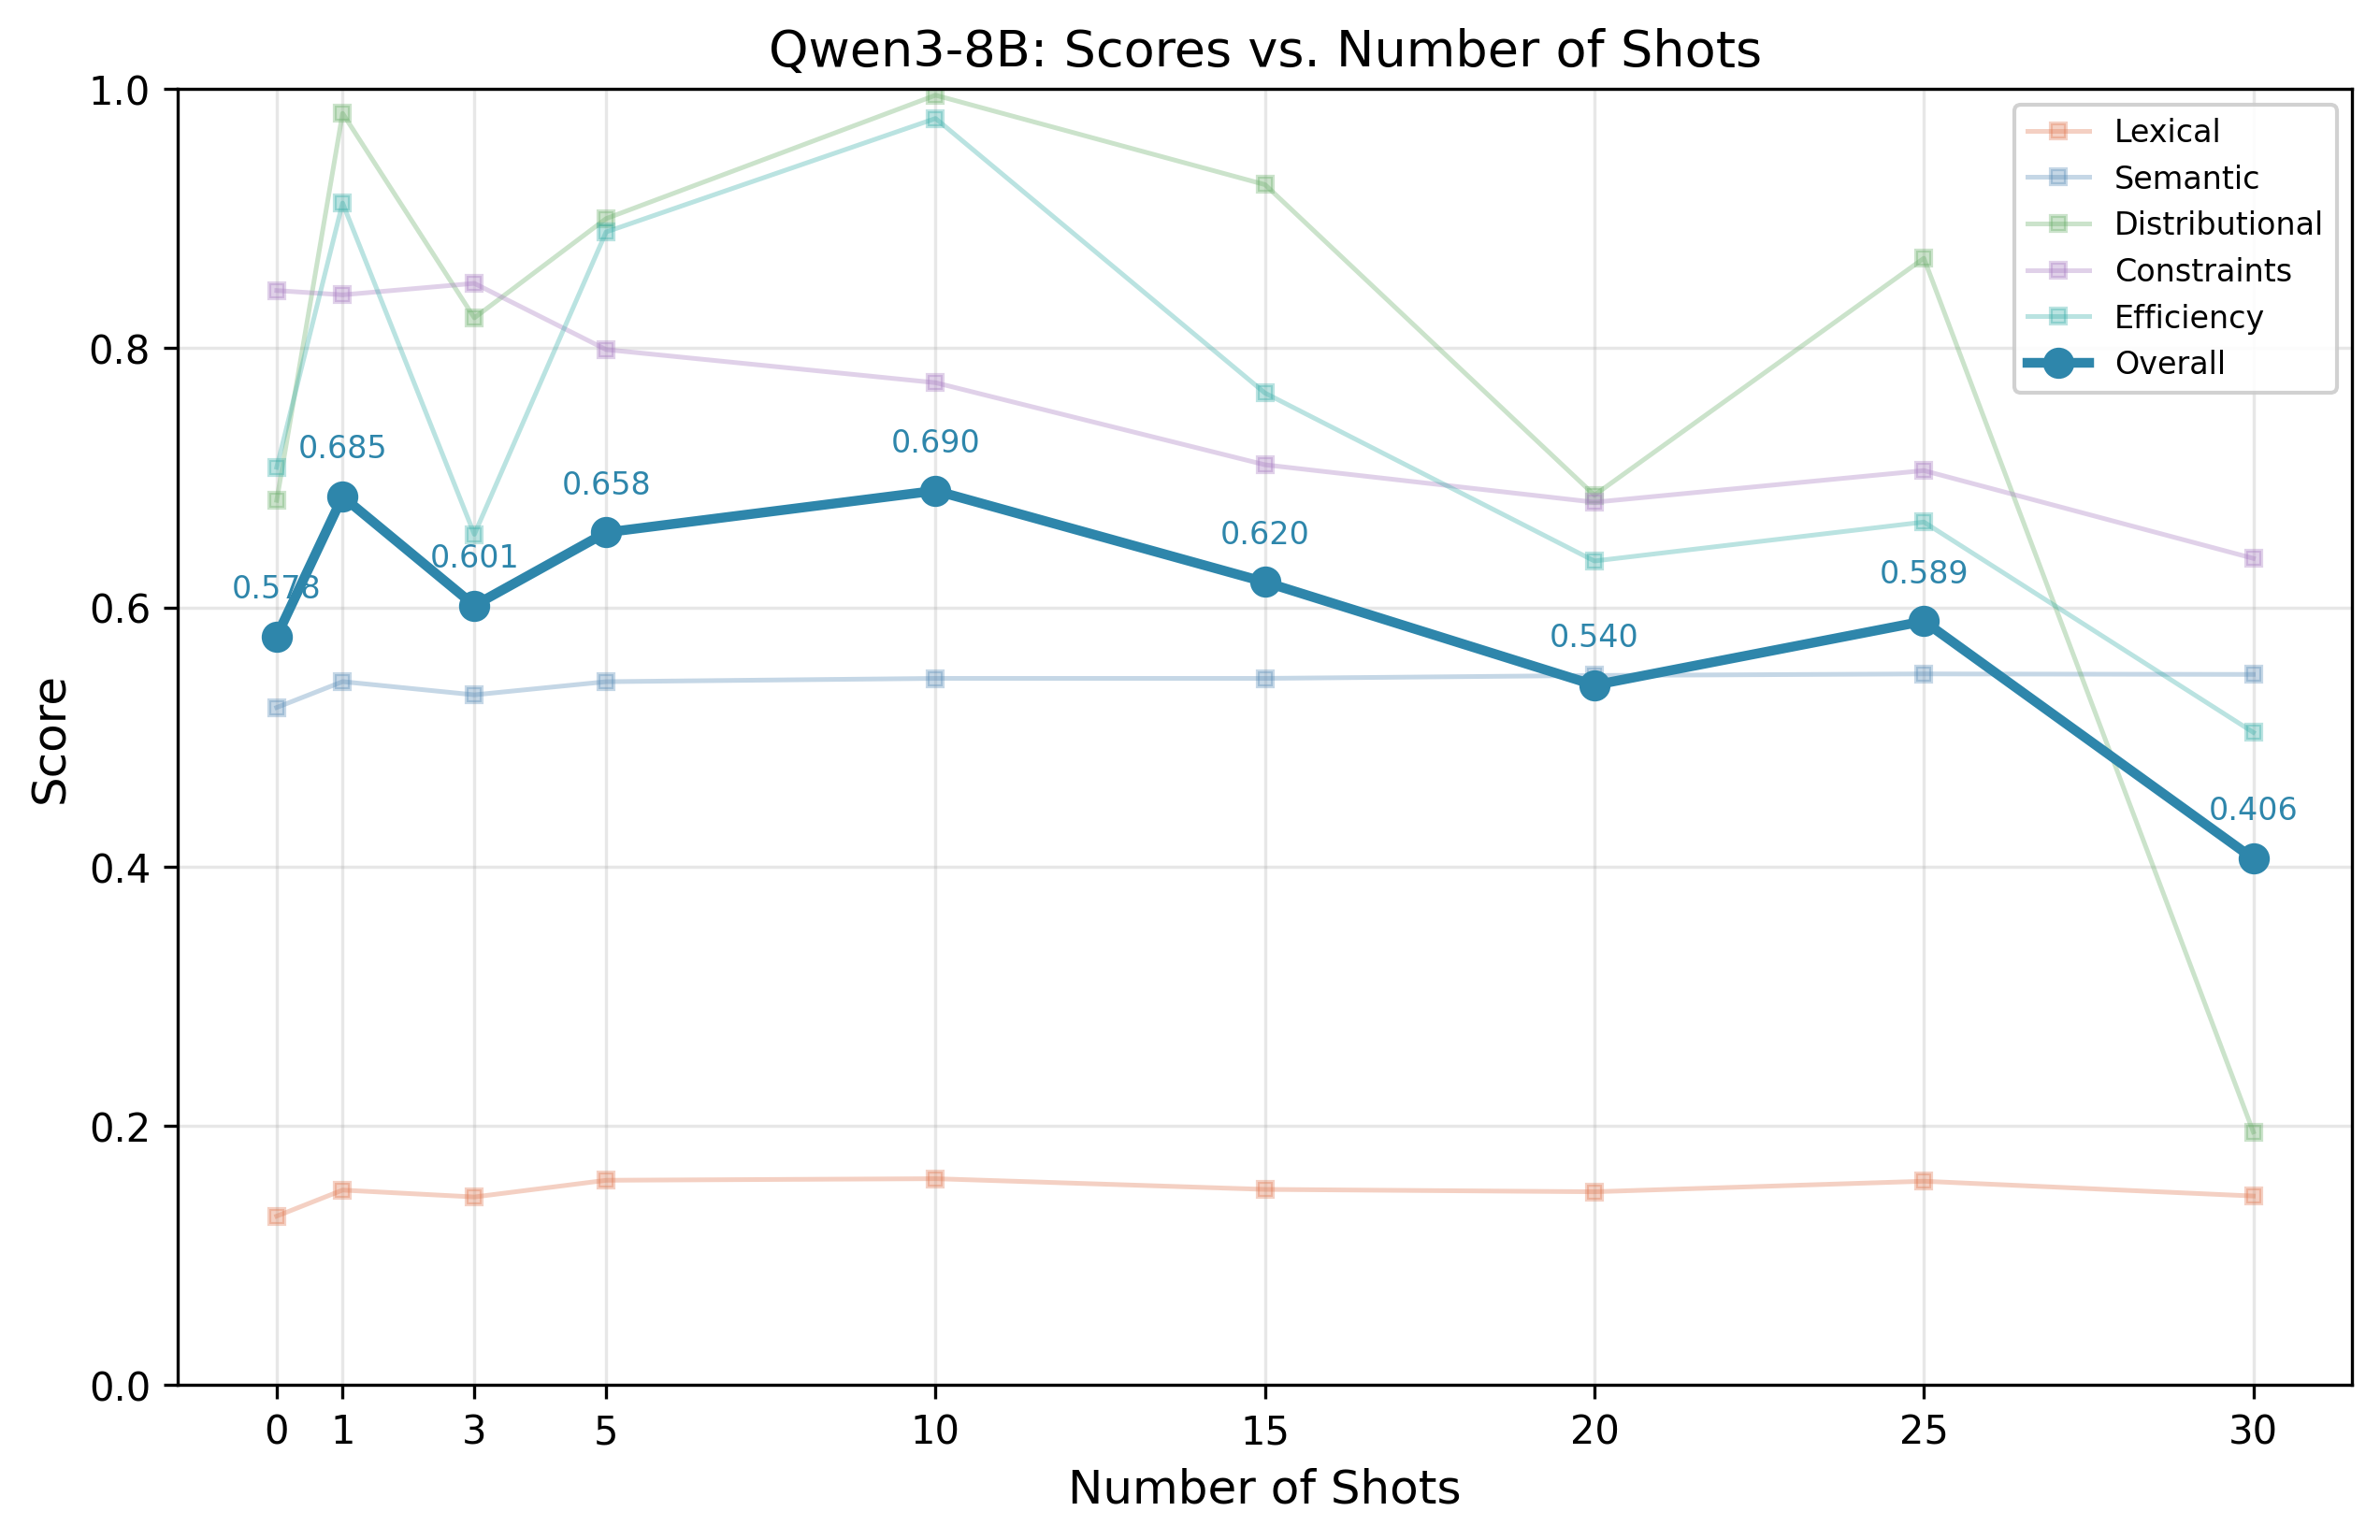 Qwen3-8B: Scores vs. Number of Shots
1.0
0.8
0.6
0.4
0.2
0.0
Score
Lexical
Semantic
Distributional
Constraints
Efficiency
Overall
0.578
0.685
0.601
0.658
0.690
0.620
0.540
0.589
0.406
0 1 3 5 10 15 20 25 30
Number of Shots